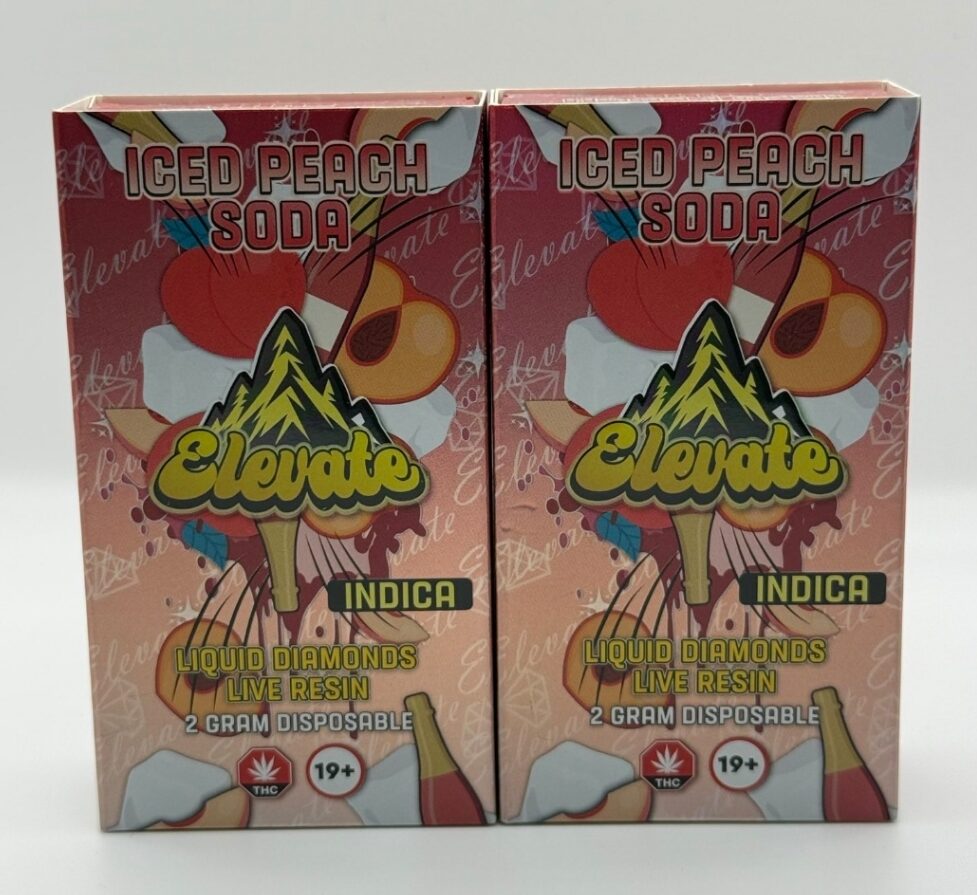 ICED PEACH
SODA
Elevate
INDICA
LIQUID DIAMONDS
LIVE RESIN
2 GRAM DISPOSABLE
THC
19+
ICED PEACH
SODA
Elevate
INDICA
LIQUID DIAMONDS
LIVE RESIN
2 GRAM DISPOSABLE
THC
19+